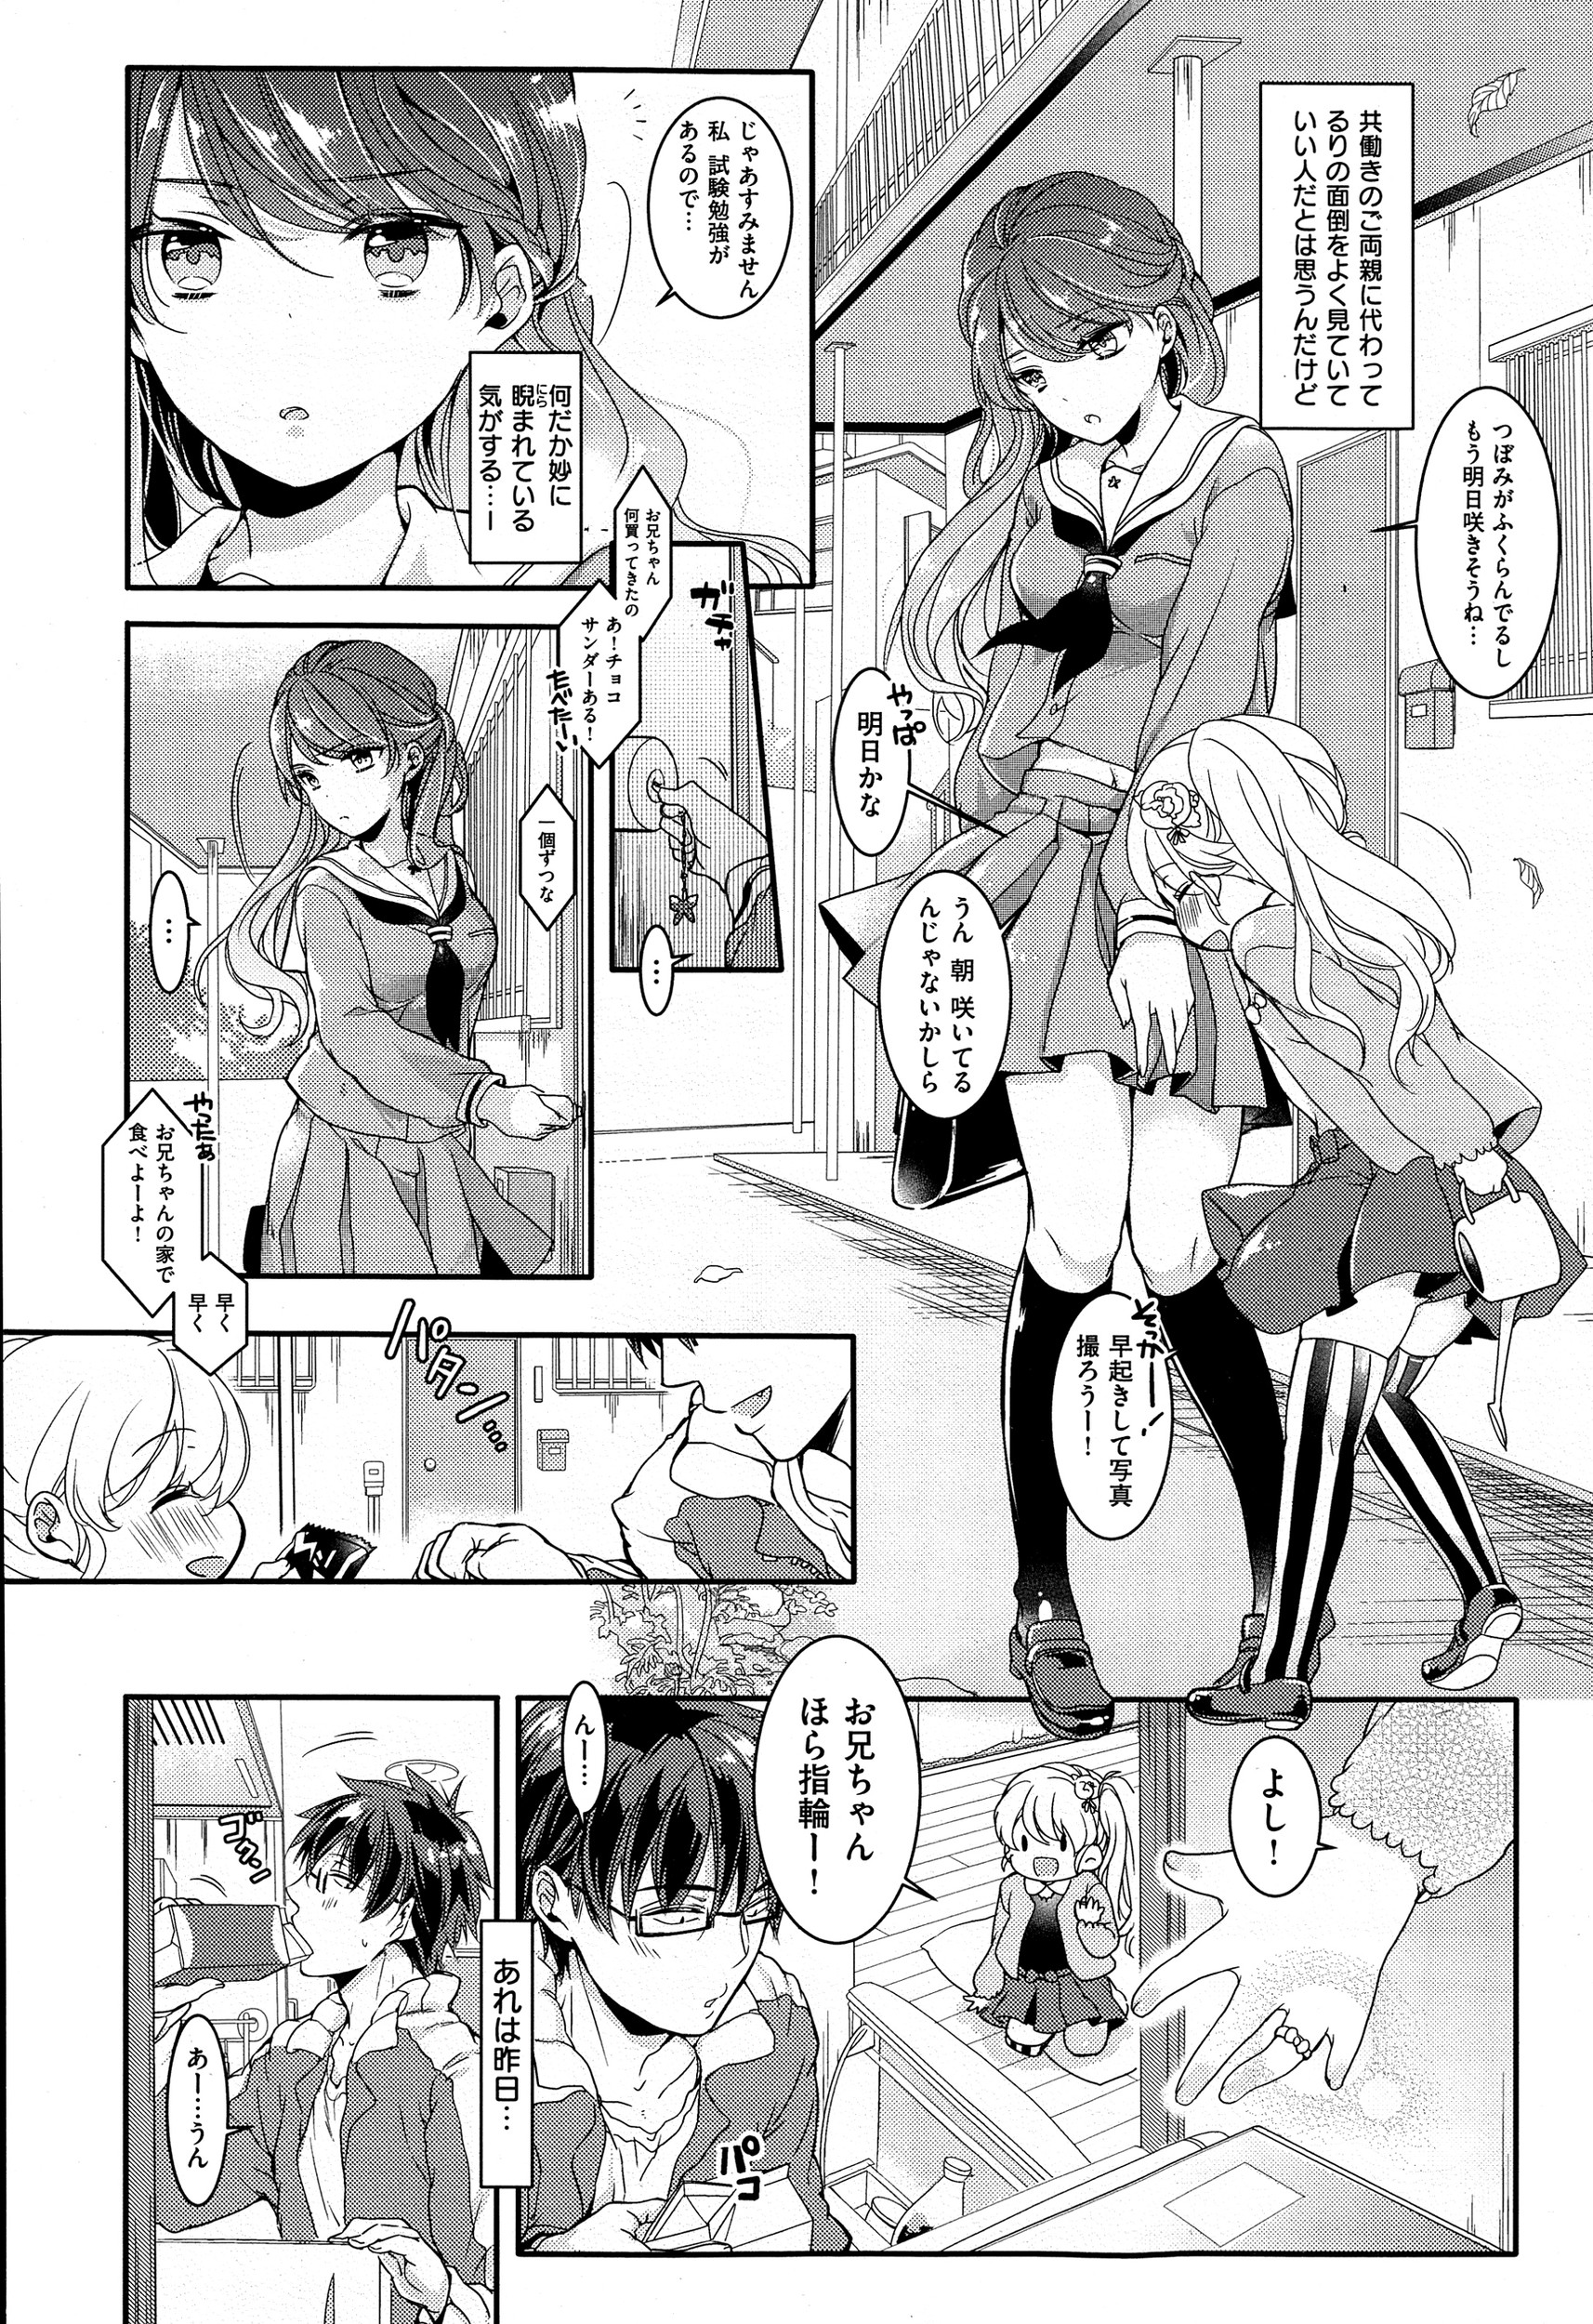 共働きのご両親に代わって
るりの面倒をよく見ていて
いい人だとは思うんだけど
つぼみがふくらんでるし
もう明日咲きそうね…
やっぱ
明日かな
うん 朝 咲いてる
んじゃないかしら
そっかー！
早起きして写真
撮ろうー！
じゃあすみません
私 試験勉強が
あるので…
何だか妙に
睨まれている
にら
気がする…ー
ガチャ
…
お兄ちゃん
何買ってきたの
あ！チョコ
サンダーある！
たべたーい
一個ずつな
…
やったぁ
お兄ちゃんの家で
食べよーよ！
早く
早く
バタン…
よし！
お兄ちゃん
ほら指輪ー！
んー…
パコ
あれは昨日…
ゴクン
あー…うん